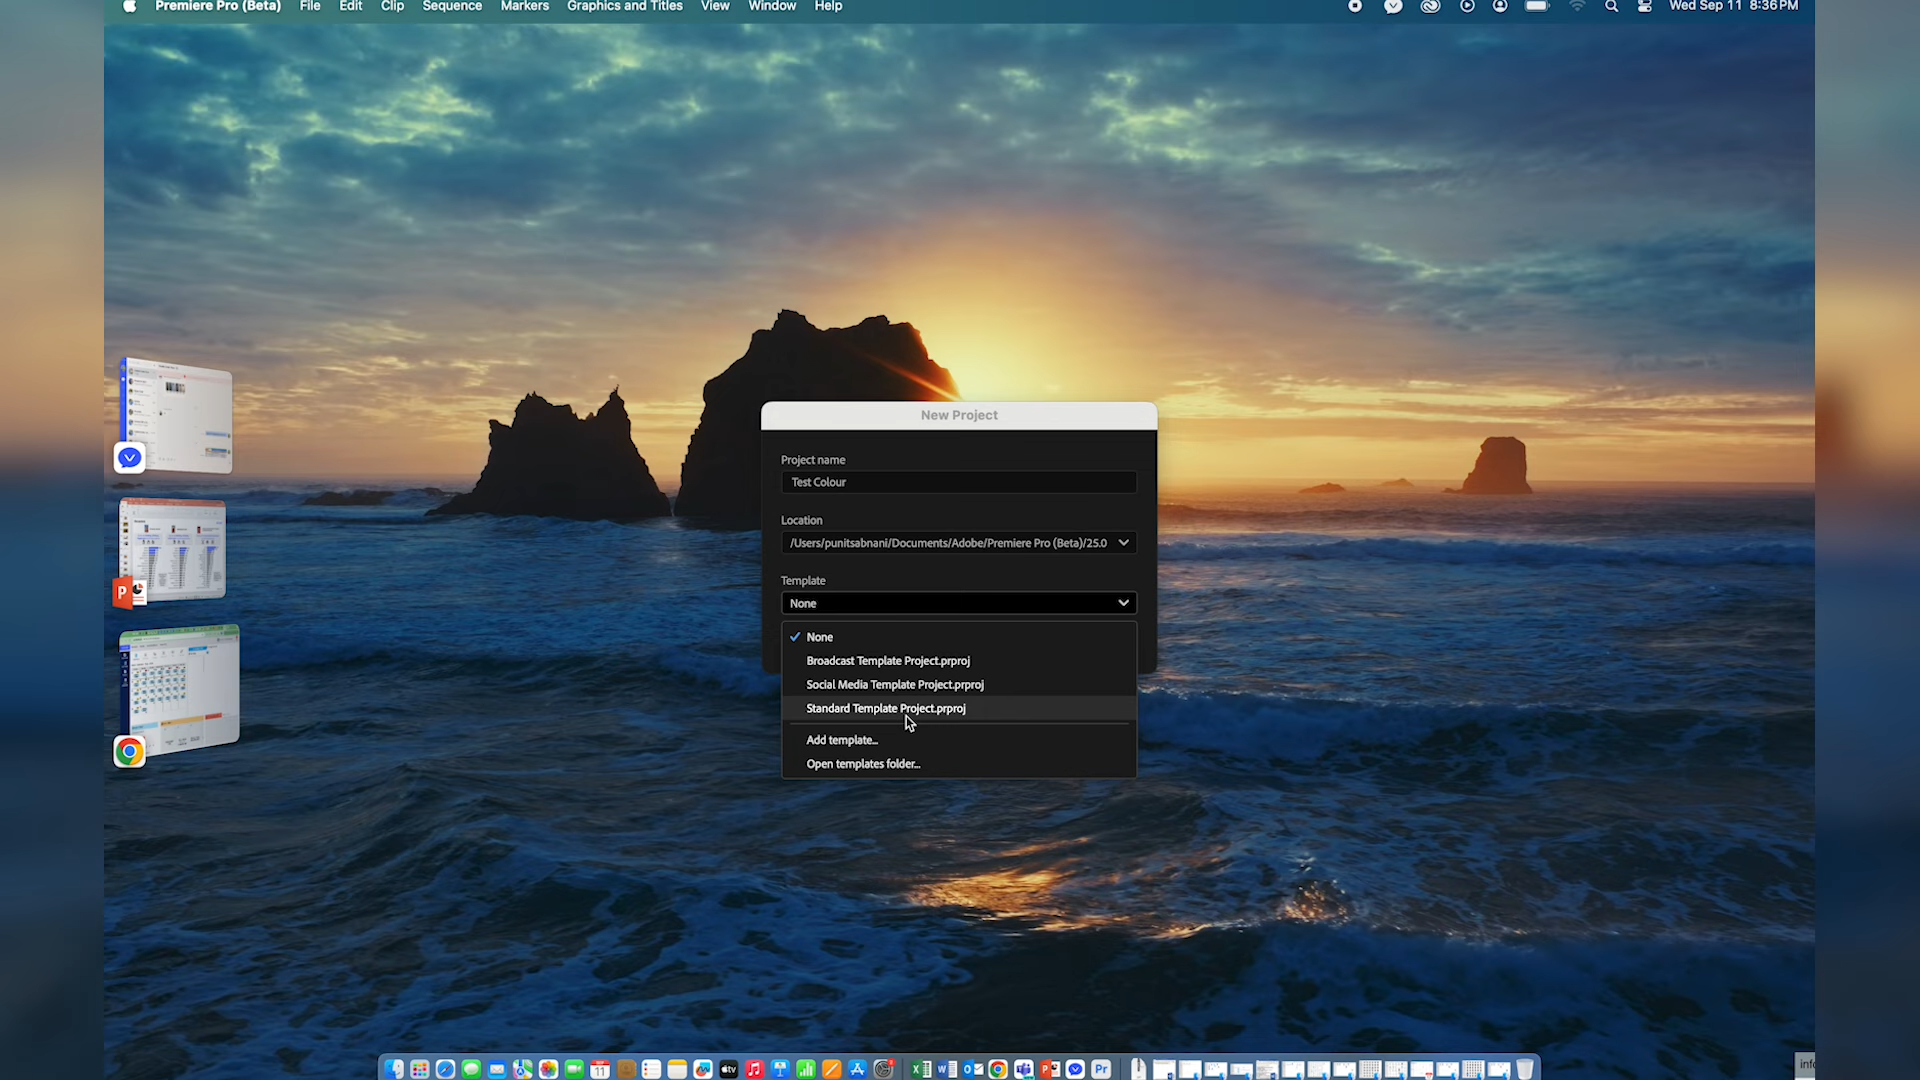 Premiere Pro (Beta) File Edit Clip Sequence Markers Graphics and Titles View Window Help
Wed Sep 11 8:36 PM
New Project
Project name
Test Colour
Location
/Users/punitsabnani/Documents/Adobe/Premiere Pro (Beta)/25.0
Template
None
None
Broadcast Template Project.prproj
Social Media Template Project.prproj
Standard Template Project.prproj
Add template...
Open templates folder...
P
11
tv
X
W
P
Pr